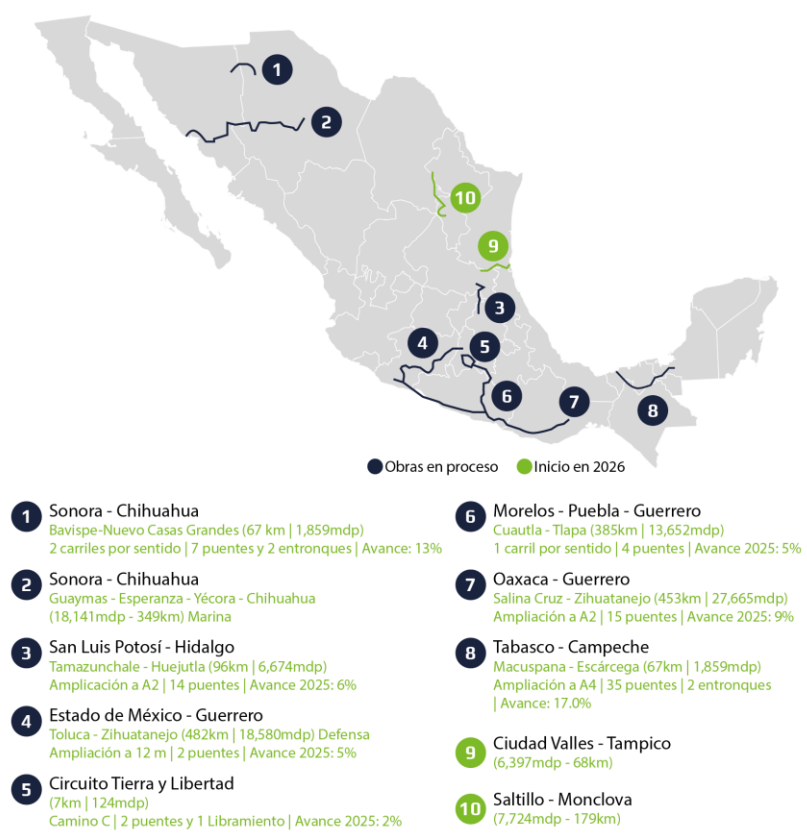 1
2
10
9
3
4
5
6
7
8
Obras en proceso
Inicio en 2026
1
Sonora - Chihuahua
Bavispe-Nuevo Casas Grandes (67 km | 1,859mdp)
2 carriles por sentido | 7 puentes y 2 entronques | Avance: 13%
2
Sonora - Chihuahua
Guaymas - Esperanza - Yécora - Chihuahua
(18,141mdp - 349km) Marina
3
San Luis Potosí - Hidalgo
Tamazunchale - Huejutla (96km | 6,674mdp)
Amplicación a A2 | 14 puentes | Avance 2025: 6%
4
Estado de México - Guerrero
Toluca - Zihuatanejo (482km | 18,580mdp) Defensa
Ampliación a 12 m | 2 puentes | Avance 2025: 5%
5
Circuito Tierra y Libertad
(7km | 124mdp)
Camino C | 2 puentes y 1 Libramiento | Avance 2025: 2%
6
Morelos - Puebla - Guerrero
Cuautla - Tlapa (385km | 13,652mdp)
1 carril por sentido | 4 puentes | Avance 2025: 5%
7
Oaxaca - Guerrero
Salina Cruz - Zihuatanejo (453km | 27,665mdp)
Ampliación a A2 | 15 puentes | Avance 2025: 9%
8
Tabasco - Campeche
Macuspana - Escárcega (67km | 1,859mdp)
Ampliación a A4 | 35 puentes | 2 entronques
| Avance: 17.0%
9
Ciudad Valles - Tampico
(6,397mdp - 68km)
10
Saltillo - Monclova
(7,724mdp - 179km)